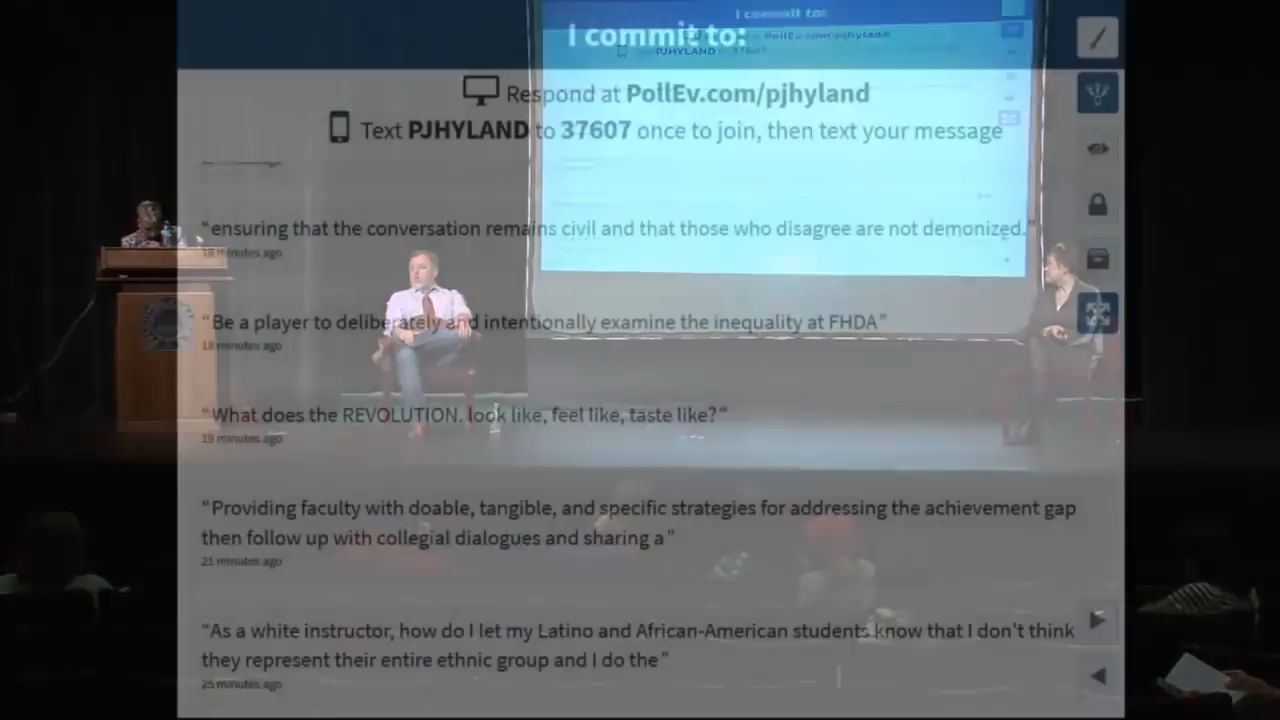 I commit to:
I commit to:
Respond at PollEv.com/pjhyland
Text PJHYLAND to 37607 once to join, then text your message
"ensuring that the conversation remains civil and that those who disagree are not demonized."
18 minutes ago
"Be a player to deliberately and intentionally examine the inequality at FHDA"
18 minutes ago
"What does the REVOLUTION. look like, feel like, taste like?"
19 minutes ago
"Providing faculty with doable, tangible, and specific strategies for addressing the achievement gap
then follow up with collegial dialogues and sharing a"
21 minutes ago
"As a white instructor, how do I let my Latino and African-American students know that I don't think
they represent their entire ethnic group and I do the"
25 minutes ago